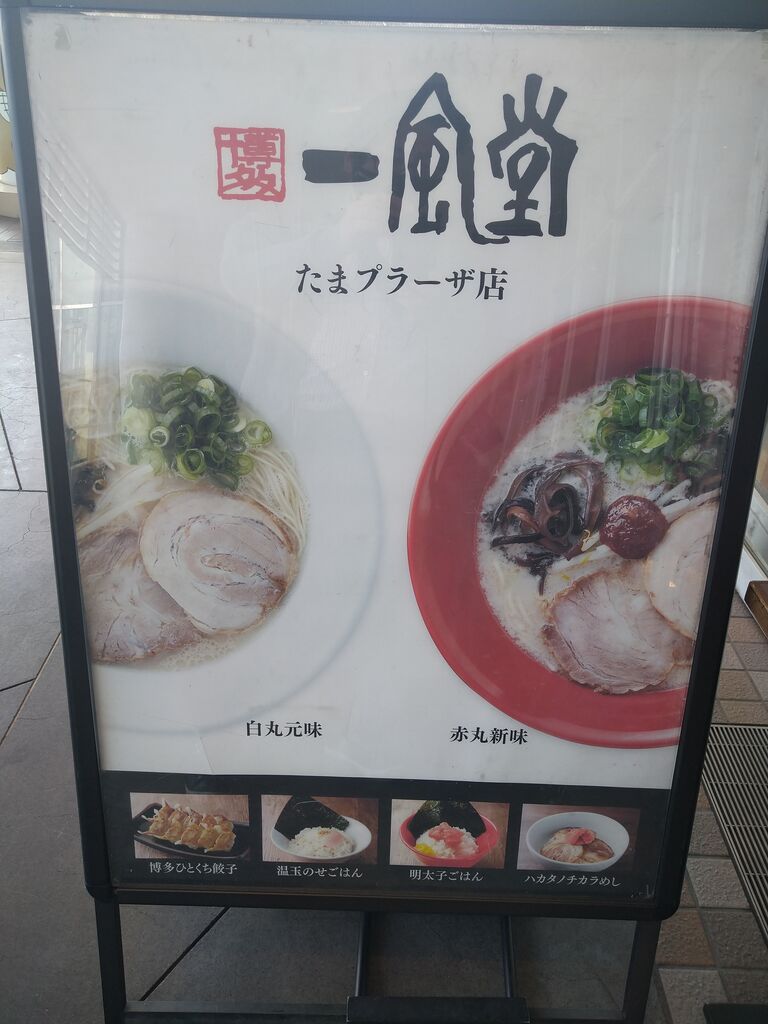 博多 一風堂
たまプラーザ店
白丸元味
赤丸新味
博多ひとくち餃子
温玉のせごはん
明太子ごはん
ハカタノチカラめし